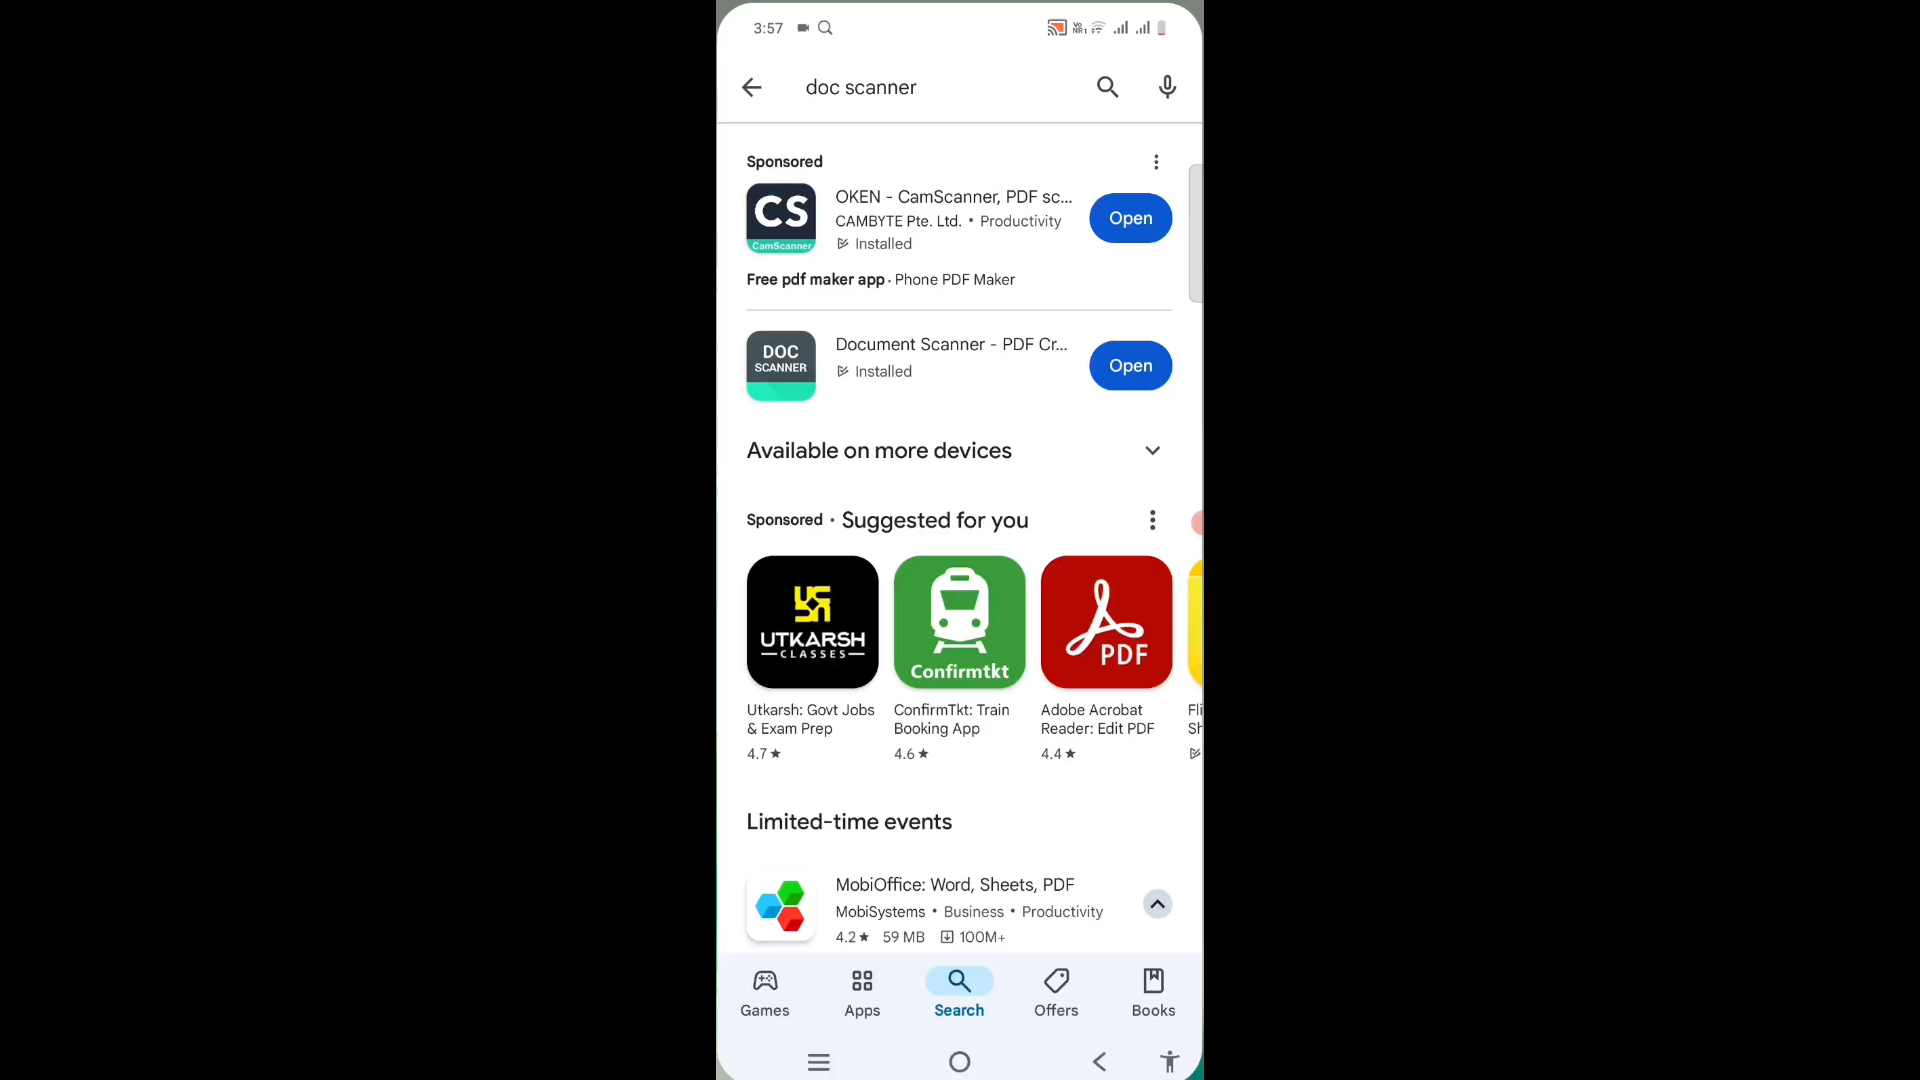 3:57
Vo
NR1
doc scanner
Sponsored
CS
CamScanner
OKEN - CamScanner, PDF sc...
CAMBYTE Pte. Ltd. • Productivity
Installed
Open
Free pdf maker app · Phone PDF Maker
DOC
SCANNER
Document Scanner - PDF Cr...
Installed
Open
Available on more devices
Sponsored • Suggested for you
UTKARSH
CLASSES
Confirmtkt
PDF
Utkarsh: Govt Jobs
& Exam Prep
4.7★
ConfirmTkt: Train
Booking App
4.6★
Adobe Acrobat
Reader: Edit PDF
4.4★
Fli
Sh
Limited-time events
MobiOffice: Word, Sheets, PDF
MobiSystems • Business • Productivity
4.2★ 59 MB 100M+
Games
Apps
Search
Offers
Books